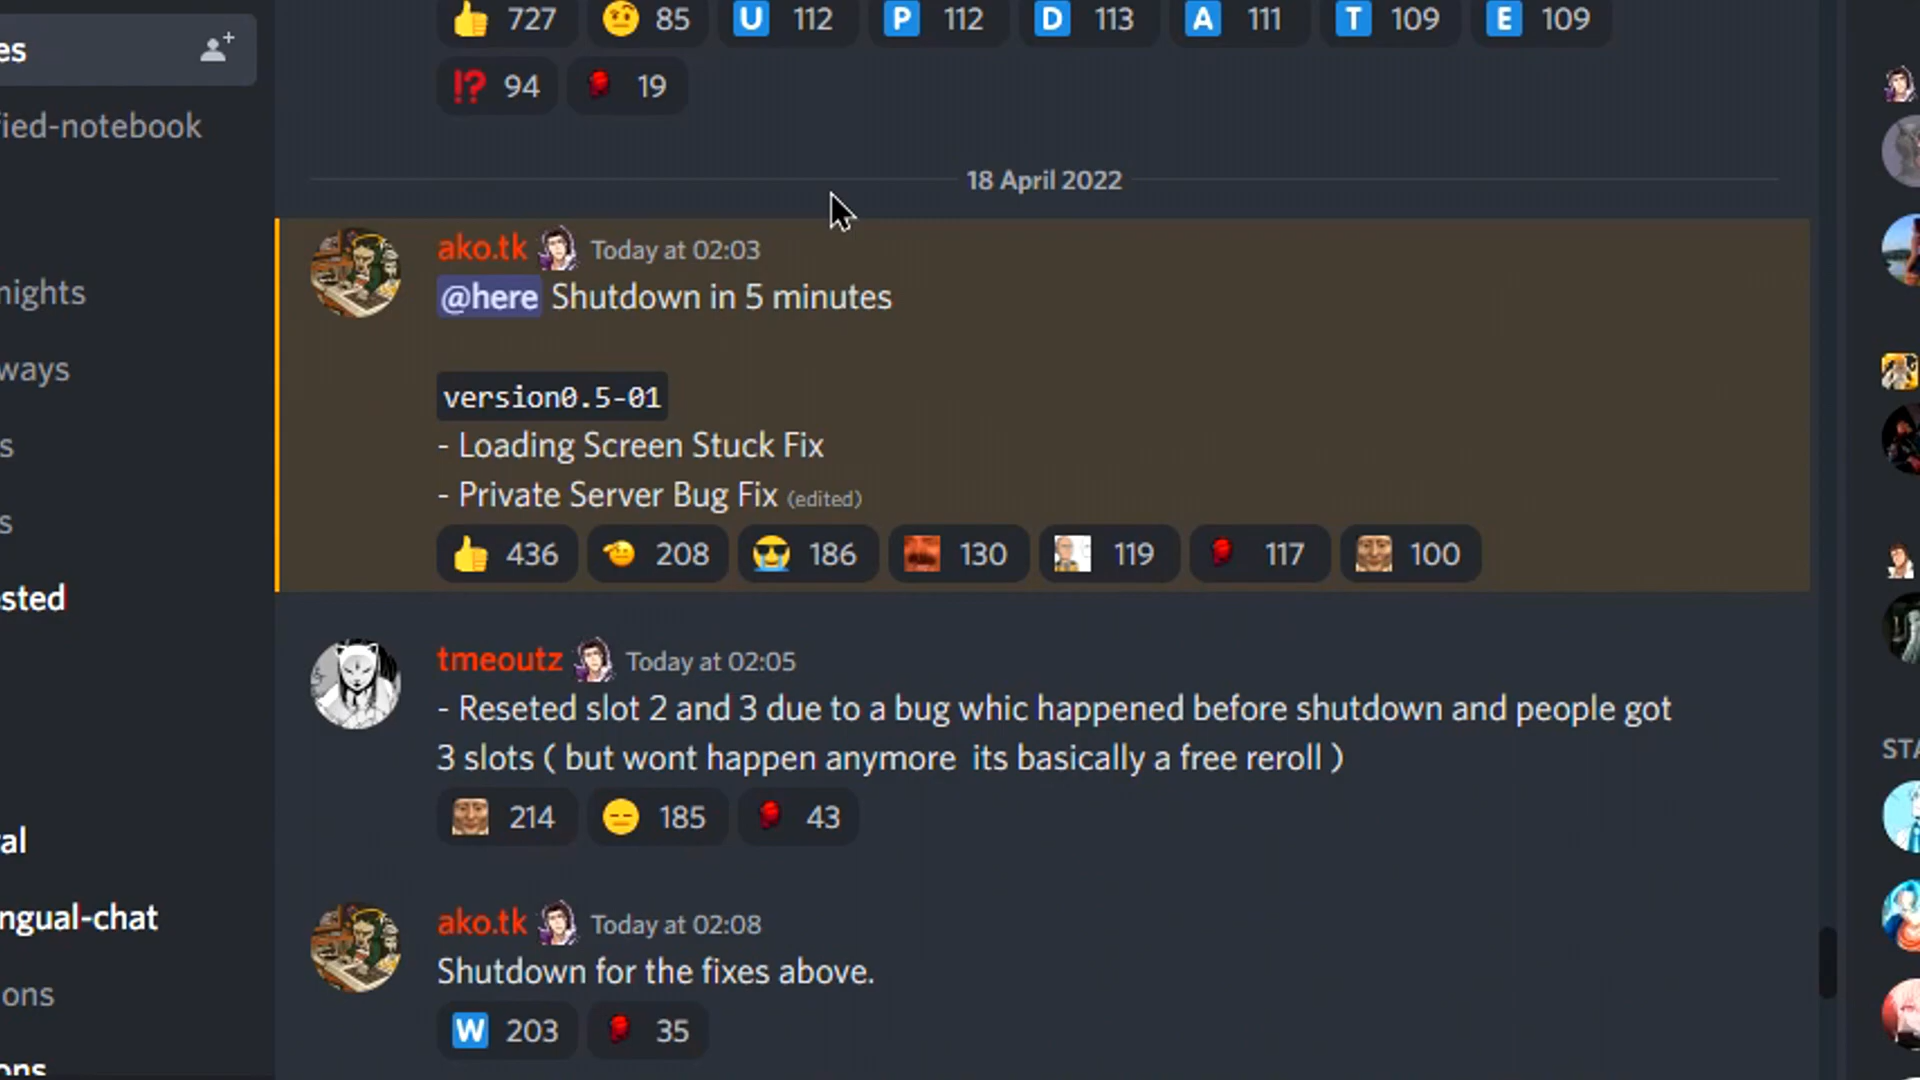 727 85 U 112 P 112 D 113 A 111 T 109 E 109
es
!? 94 19
fied-notebook
18 April 2022
ako.tk Today at 02:03
@here Shutdown in 5 minutes
nights
ways
version0.5-01
- Loading Screen Stuck Fix
s
- Private Server Bug Fix (edited)
s
436 208 186 130 119 117 100
sted
tmeoutz Today at 02:05
- Reseted slot 2 and 3 due to a bug whic happened before shutdown and people got
3 slots ( but wont happen anymore its basically a free reroll )
STA
214 185 43
al
ako.tk Today at 02:08
ngual-chat
Shutdown for the fixes above.
ons
W 203 35
ons